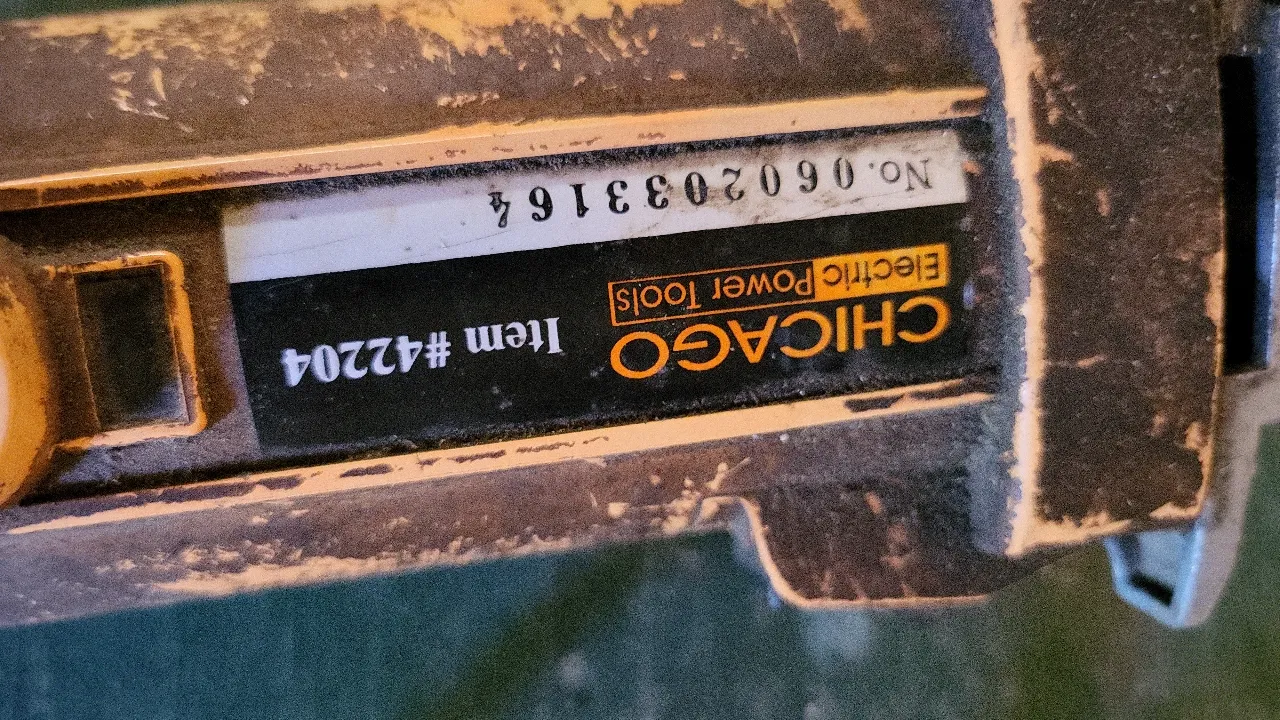 CHICAGO
Electric Power Tools
Item #42204
No. 0602033164